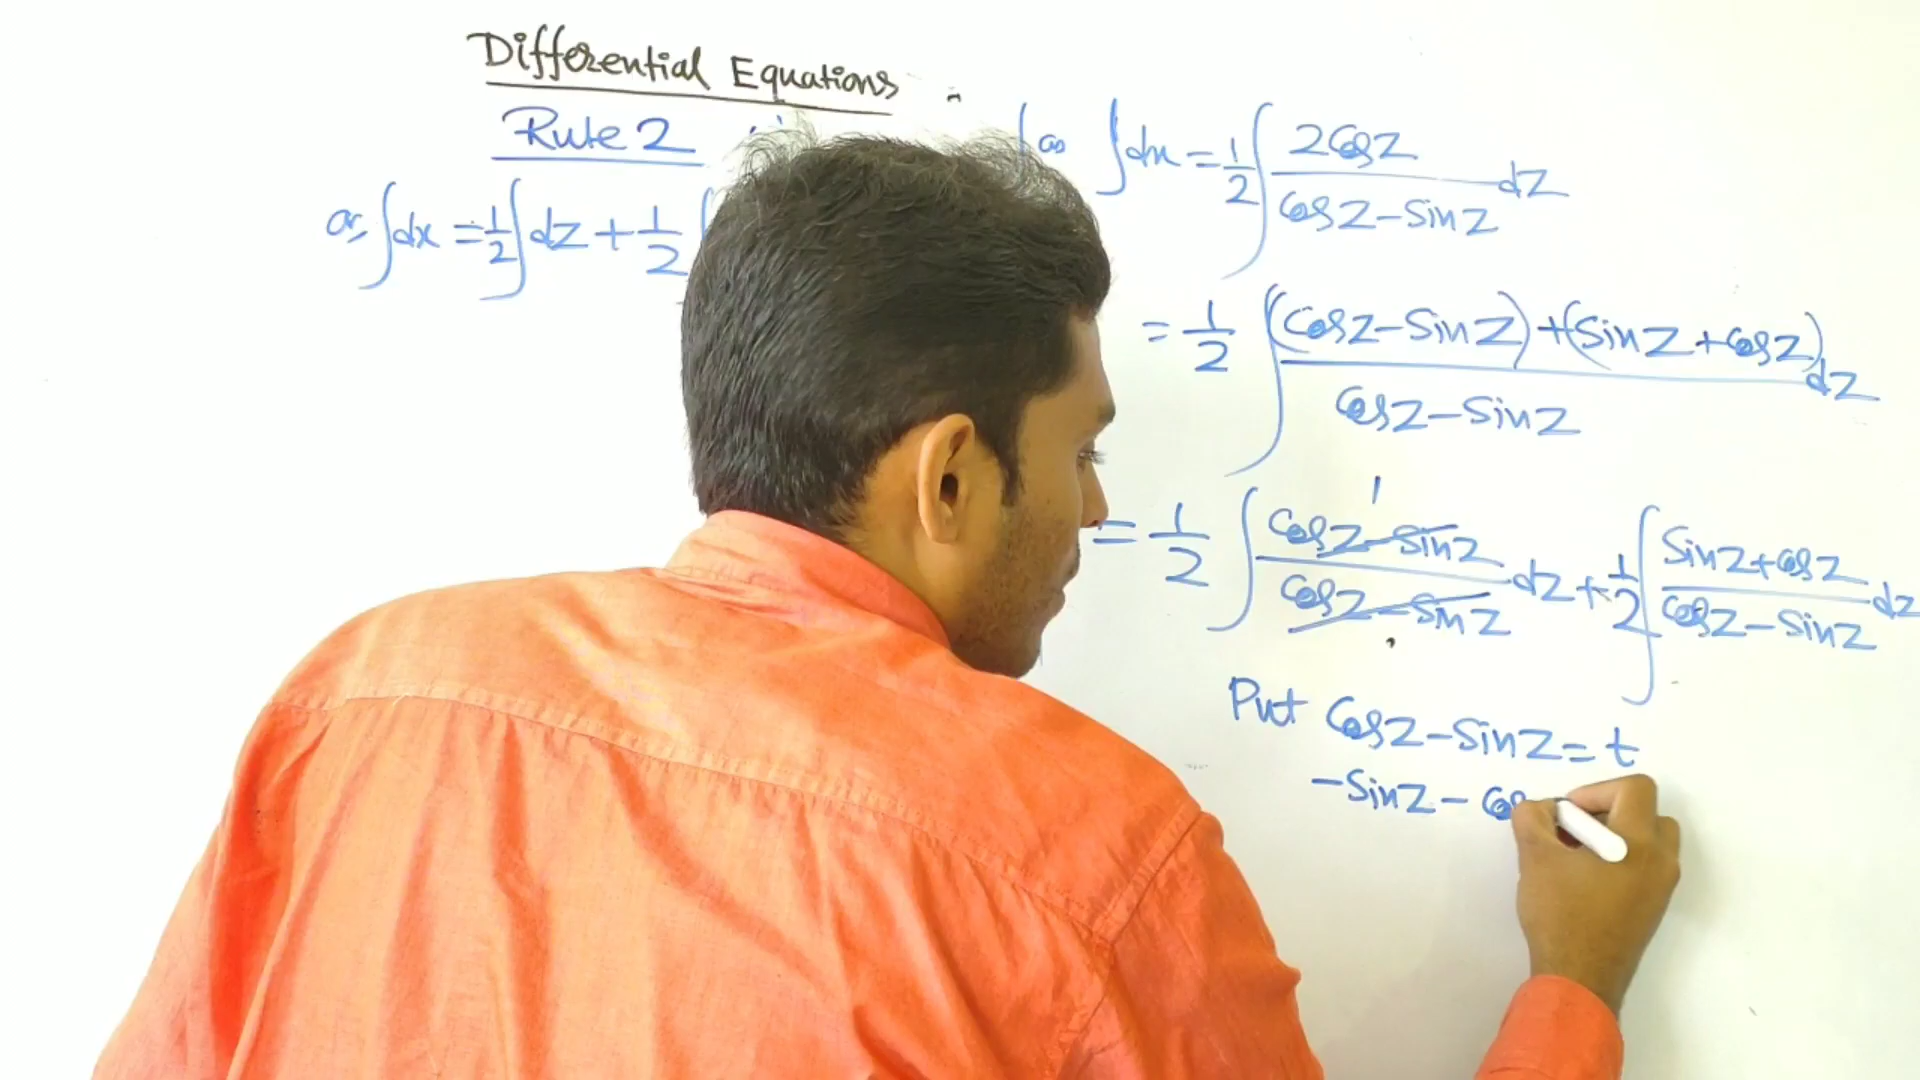 Differential Equations
Rule 2
or, ∫dx = 1/2 ∫dz + 1/2 ∫
or ∫dx = 1/2 ∫ 2cosz / cosz - sinz dz
= 1/2 ∫ (cosz - sinz) + (sinz + cosz) / cosz - sinz dz
= 1/2 ∫ cosz - sinz / cosz - sinz dz + 1/2 ∫ sinz + cosz / cosz - sinz dz
1
Put cosz - sinz = t
-sinz - cos